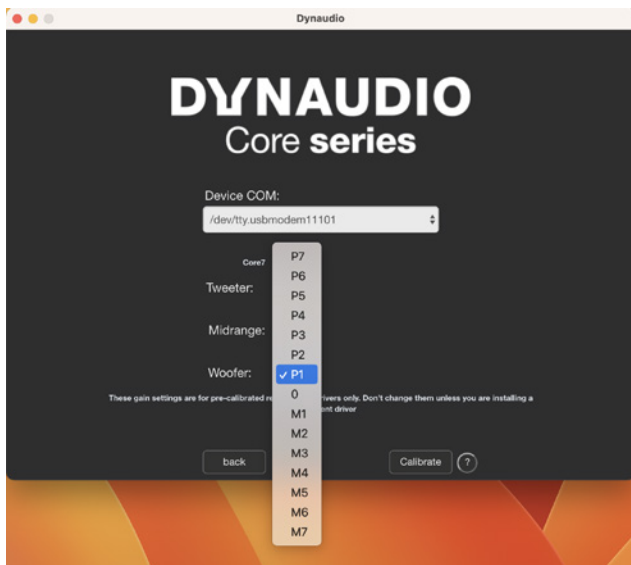 Dynaudio
DYNAUDIO
Core series
Device COM:
/dev/tty.usbmodem11101
Core7
Tweeter:
Midrange:
Woofer:
P7
P6
P5
P4
P3
P2
✓ P1
0
M1
M2
M3
M4
M5
M6
M7
These gain settings are for pre-calibrated re ivers only. Don't change them unless you are installing a
ent driver
back
Calibrate
?